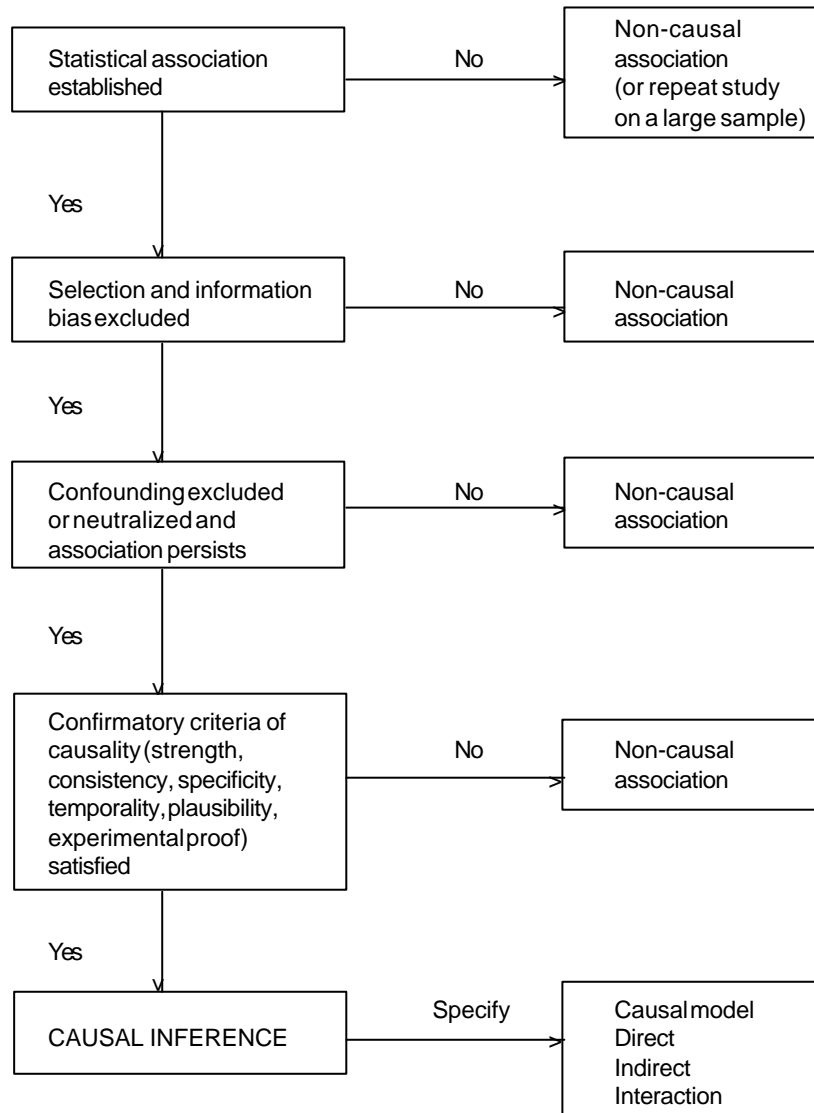 Statistical association
established
No
Non-causal
association
(or repeat study
on a large sample)
Yes
Selection and information
bias excluded
No
Non-causal
association
Yes
Confounding excluded
or neutralized and
association persists
No
Non-causal
association
Yes
Confirmatory criteria of
causality (strength,
consistency, specificity,
temporality, plausibility,
experimental proof)
satisfied
No
Non-causal
association
Yes
CAUSAL INFERENCE
Specify
Causal model
Direct
Indirect
Interaction